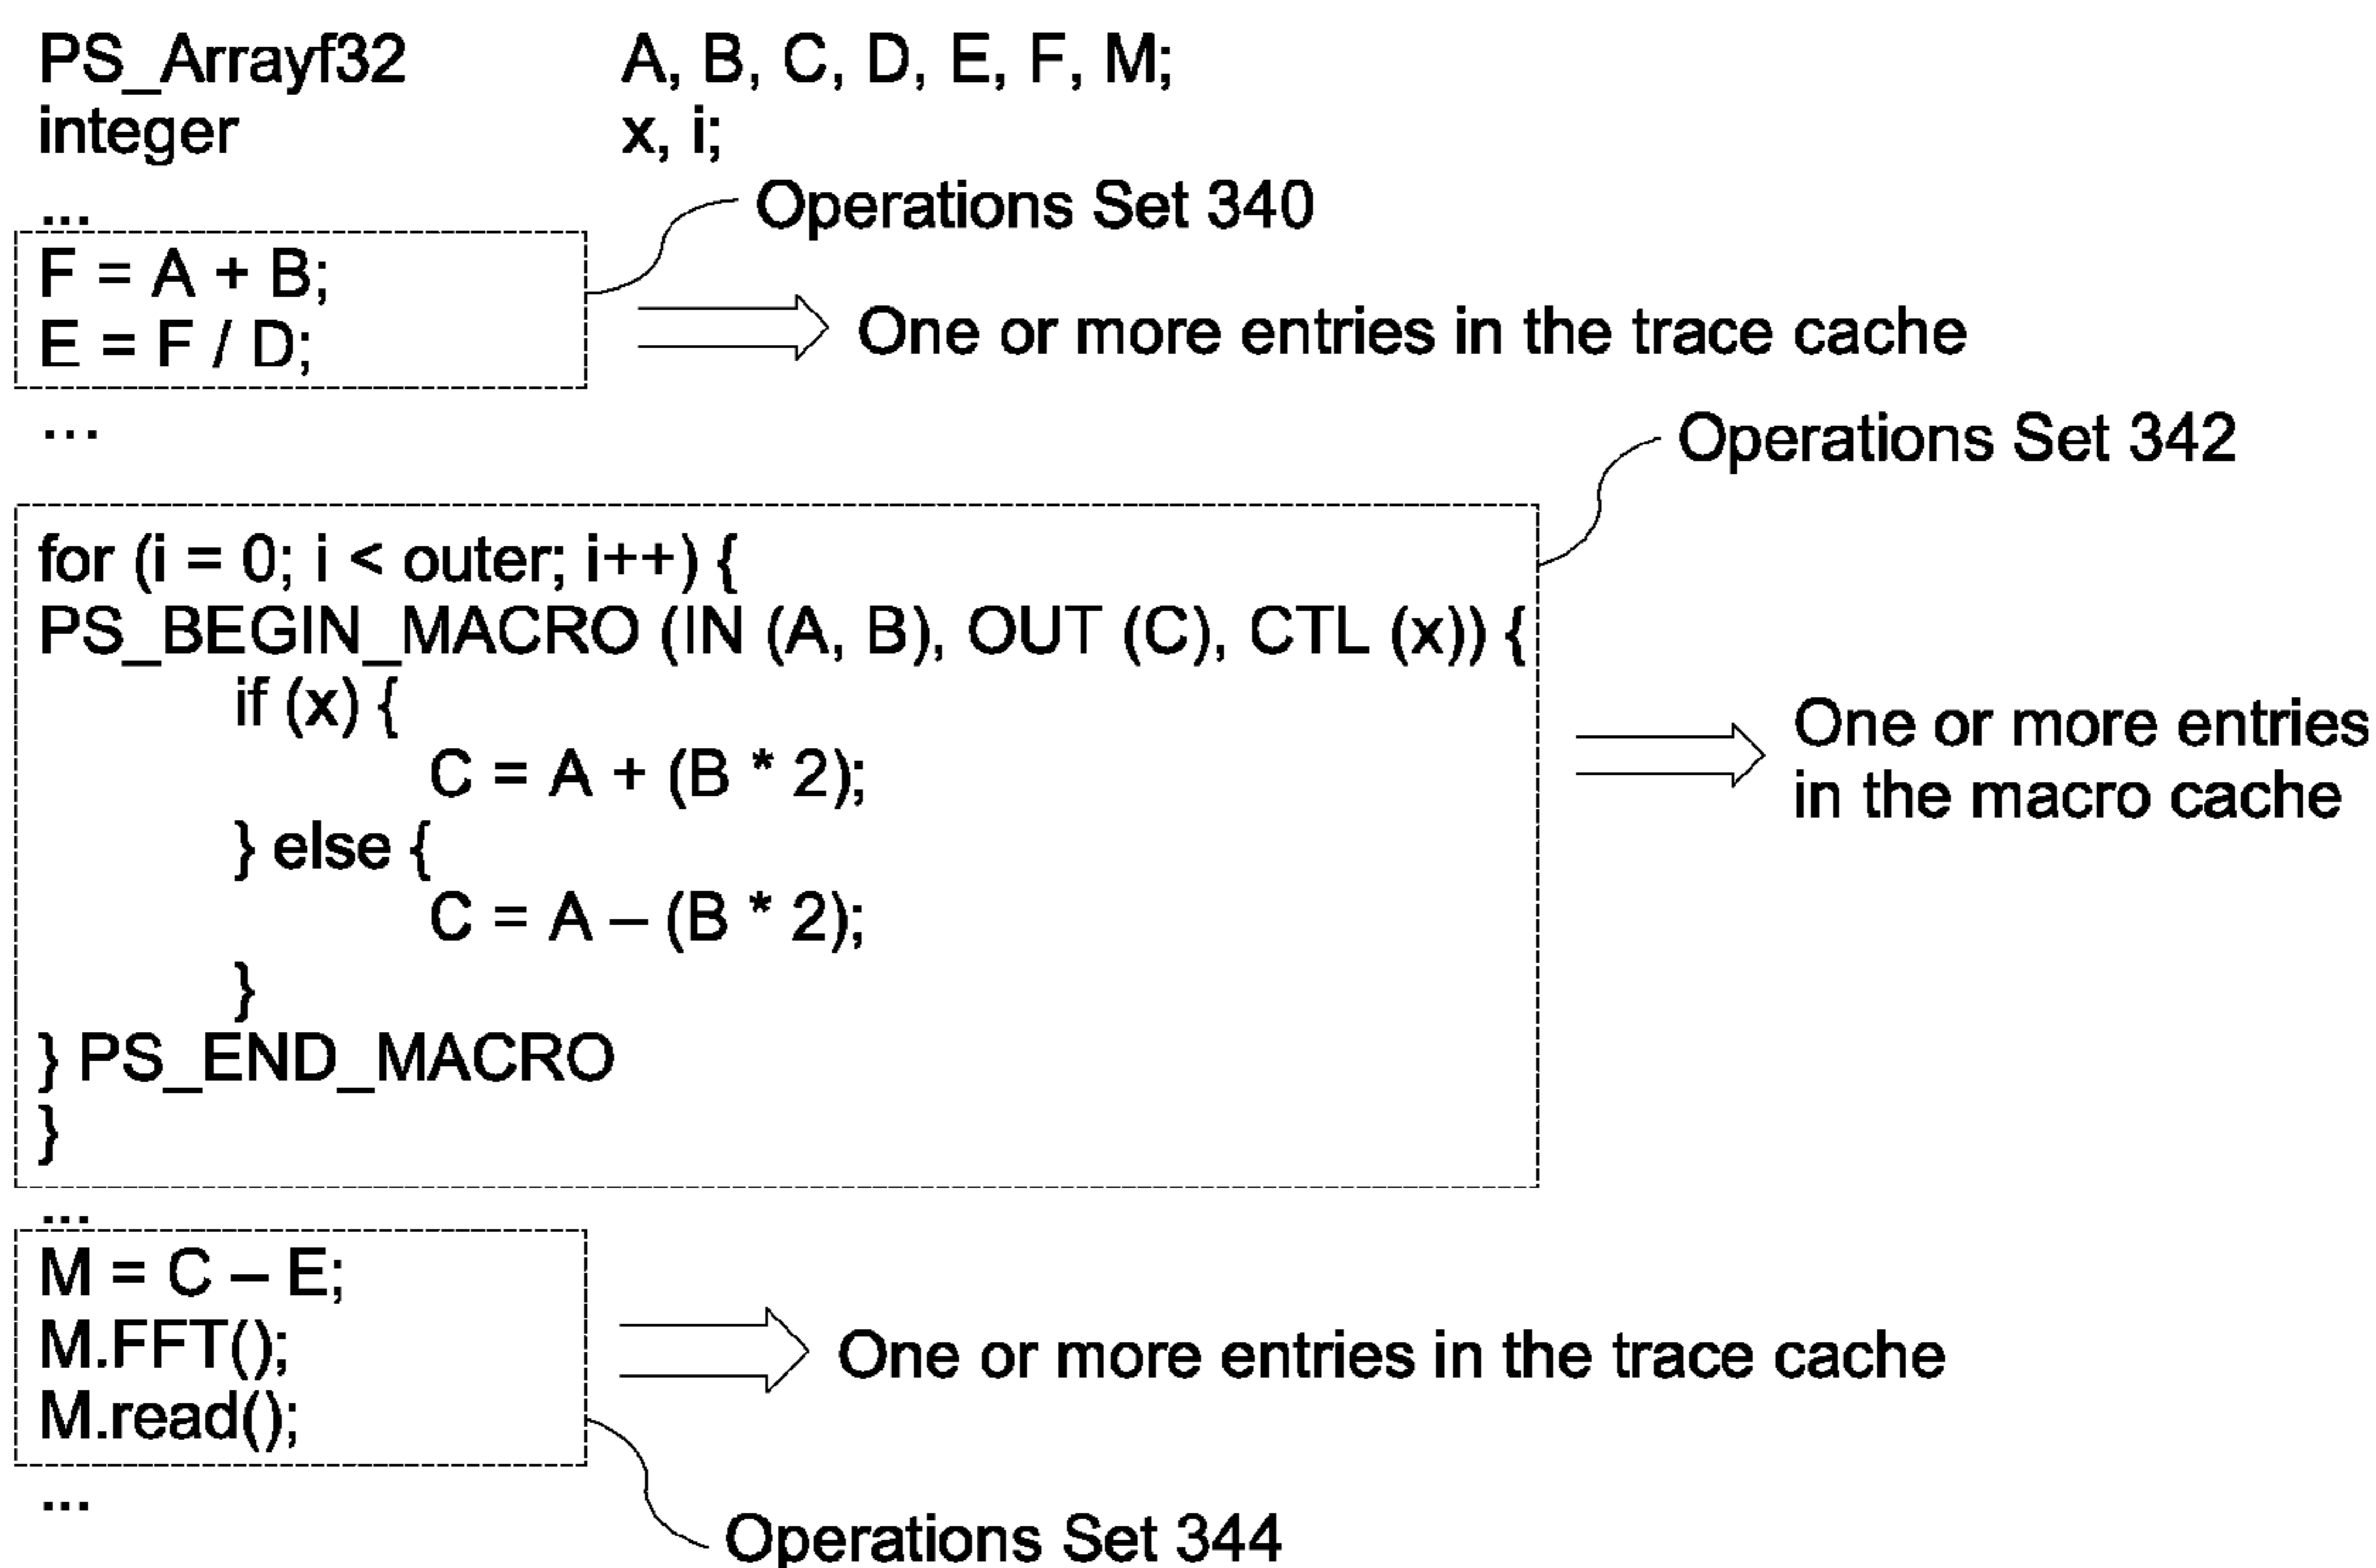 PS_Arrayf32 A, B, C, D, E, F, M;
integer x, i;
...
Operations Set 340
F = A + B;
E = F / D;
One or more entries in the trace cache
...
Operations Set 342
for (i = 0; i < outer; i++) {
PS_BEGIN_MACRO (IN (A, B), OUT (C), CTL (x)) {
if (x) {
C = A + (B * 2);
} else {
C = A – (B * 2);
}
} PS_END_MACRO
}
One or more entries
in the macro cache
...
M = C – E;
M.FFT();
M.read();
One or more entries in the trace cache
...
Operations Set 344